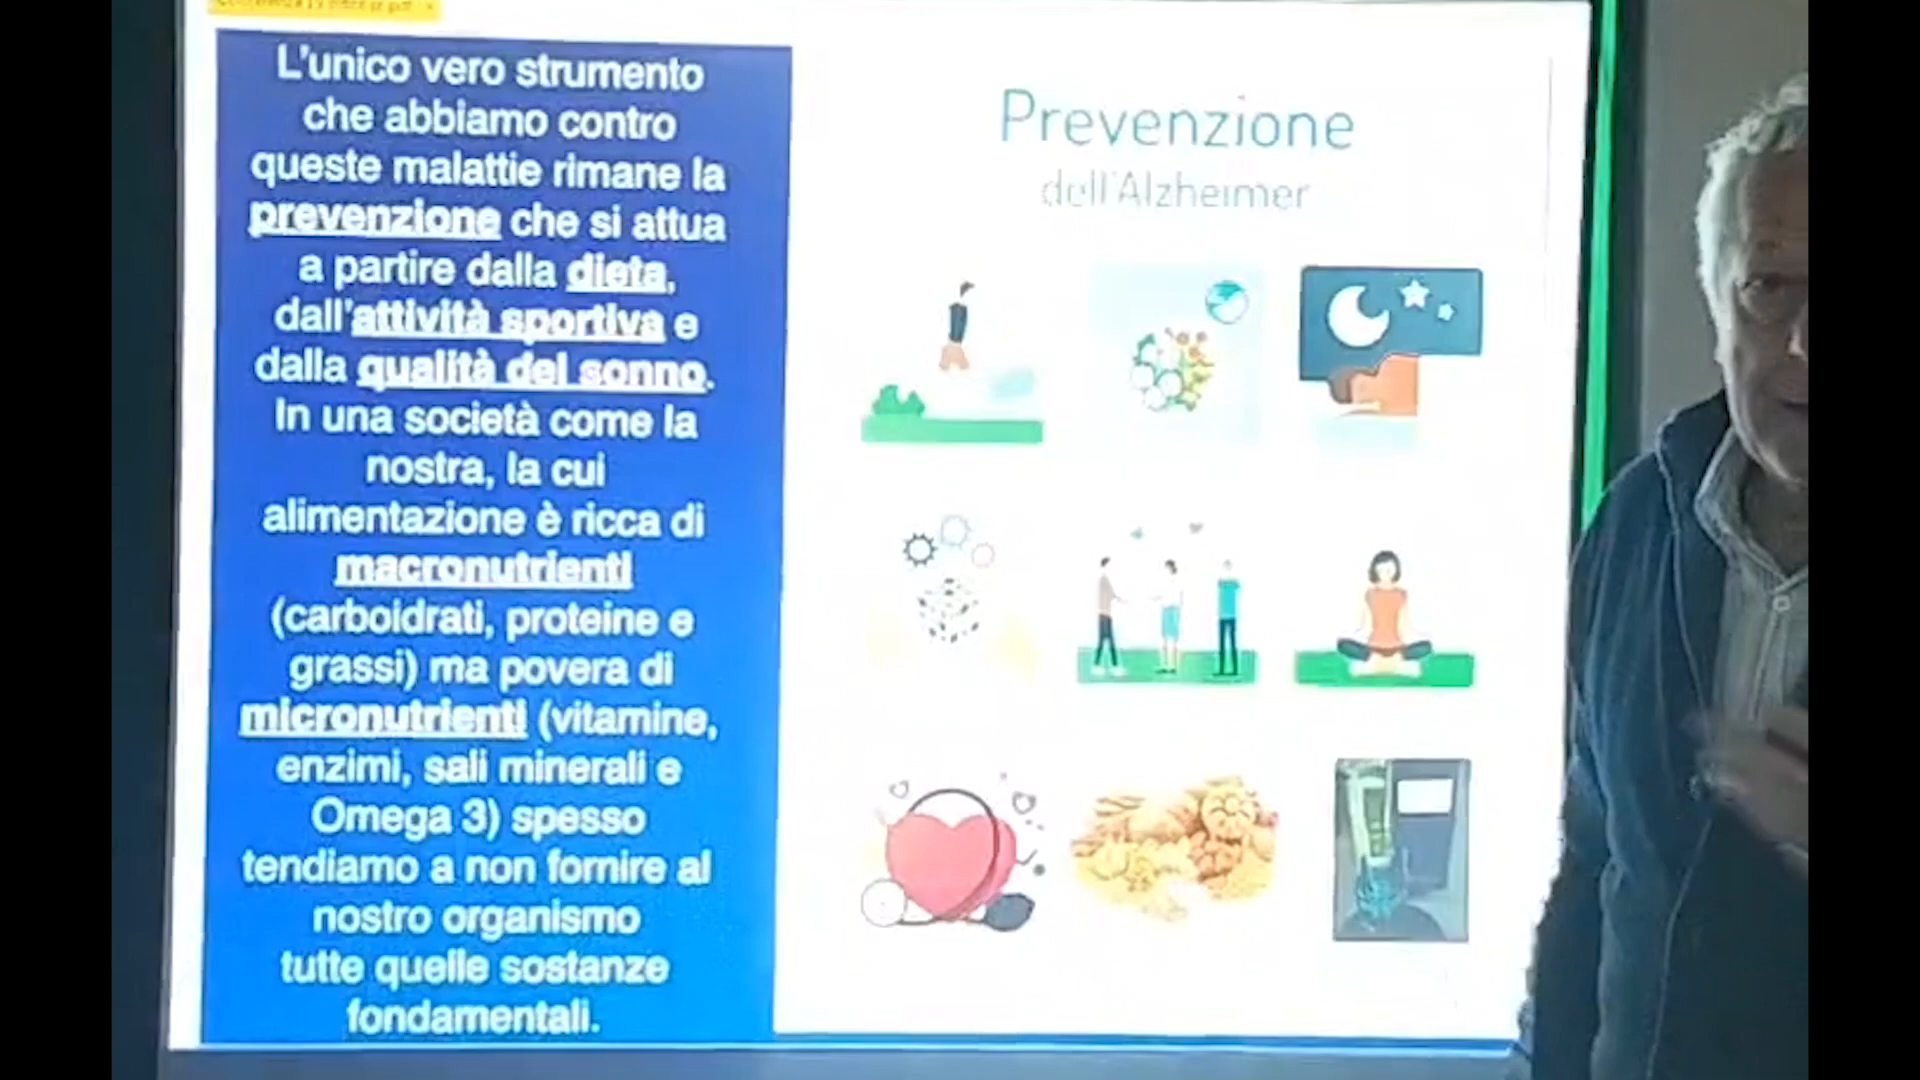 L'unico vero strumento
che abbiamo contro
queste malattie rimane la
prevenzione che si attua
a partire dalla dieta,
dall'attività sportiva e
dalla qualità del sonno.
In una società come la
nostra, la cui
alimentazione è ricca di
macronutrienti
(carboidrati, proteine e
grassi) ma povera di
micronutrienti (vitamine,
enzimi, sali minerali e
Omega 3) spesso
tendiamo a non fornire al
nostro organismo
tutte quelle sostanze
fondamentali.
Prevenzione
dell'Alzheimer